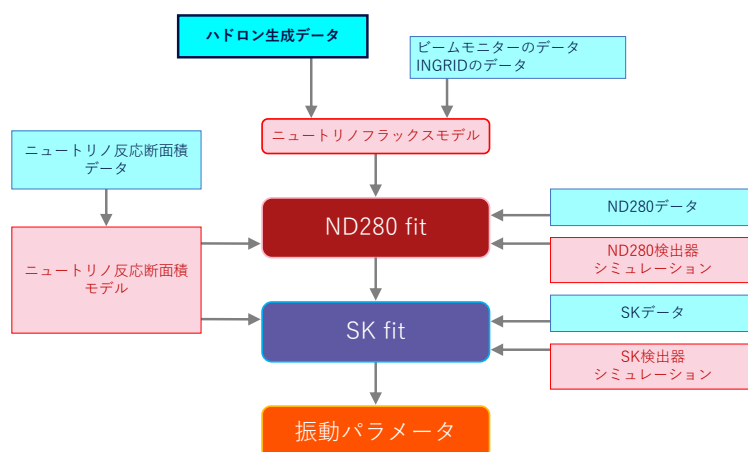 ハドロン生成データ
ビームモニターのデータ
INGRIDのデータ
ニュートリノフラックスモデル
ニュートリノ反応断面積
データ
ND280 fit
ND280データ
ND280検出器
シミュレーション
ニュートリノ反応断面積
モデル
SK fit
SKデータ
SK検出器
シミュレーション
振動パラメータ